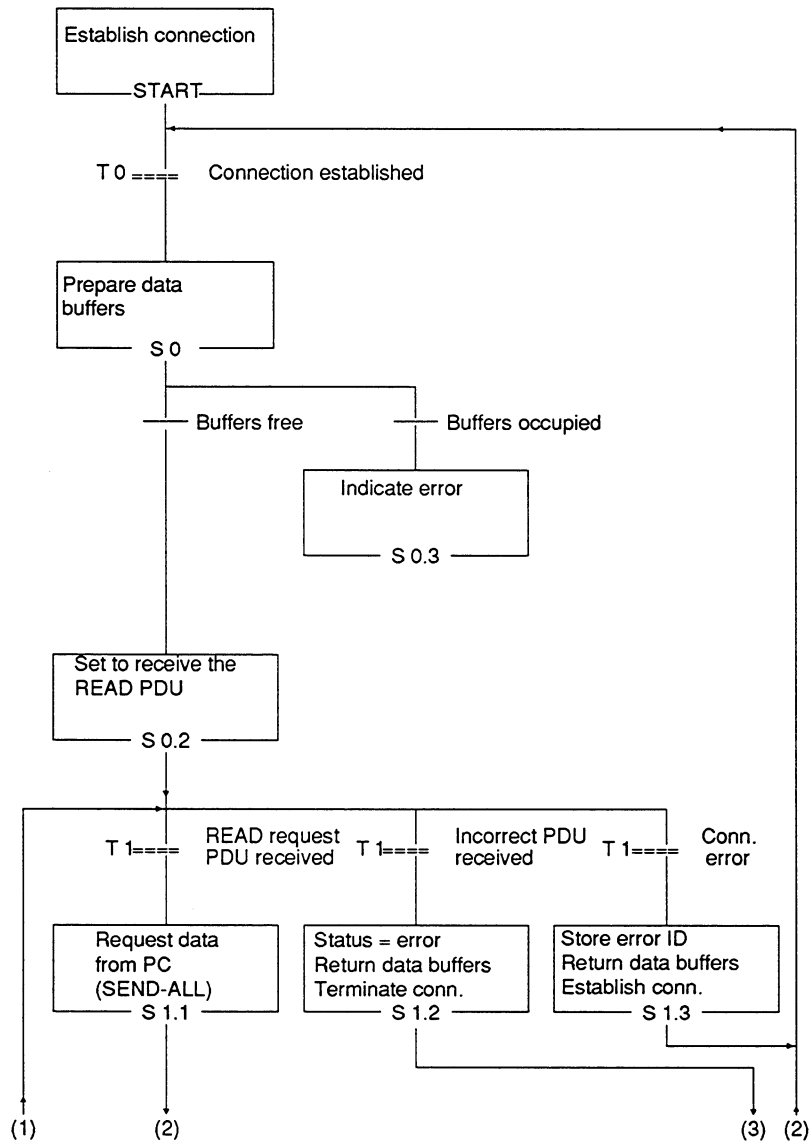 Establish connection
START
T 0 ==== Connection established
Prepare data
buffers
S 0
Buffers free
Buffers occupied
Indicate error
S 0.3
Set to receive the
READ PDU
S 0.2
T 1==== READ request
PDU received
T 1==== Incorrect PDU
received
T 1==== Conn.
error
Request data
from PC
(SEND-ALL)
S 1.1
Status = error
Return data buffers
Terminate conn.
S 1.2
Store error ID
Return data buffers
Establish conn.
S 1.3
(1) (2) (3) (2)